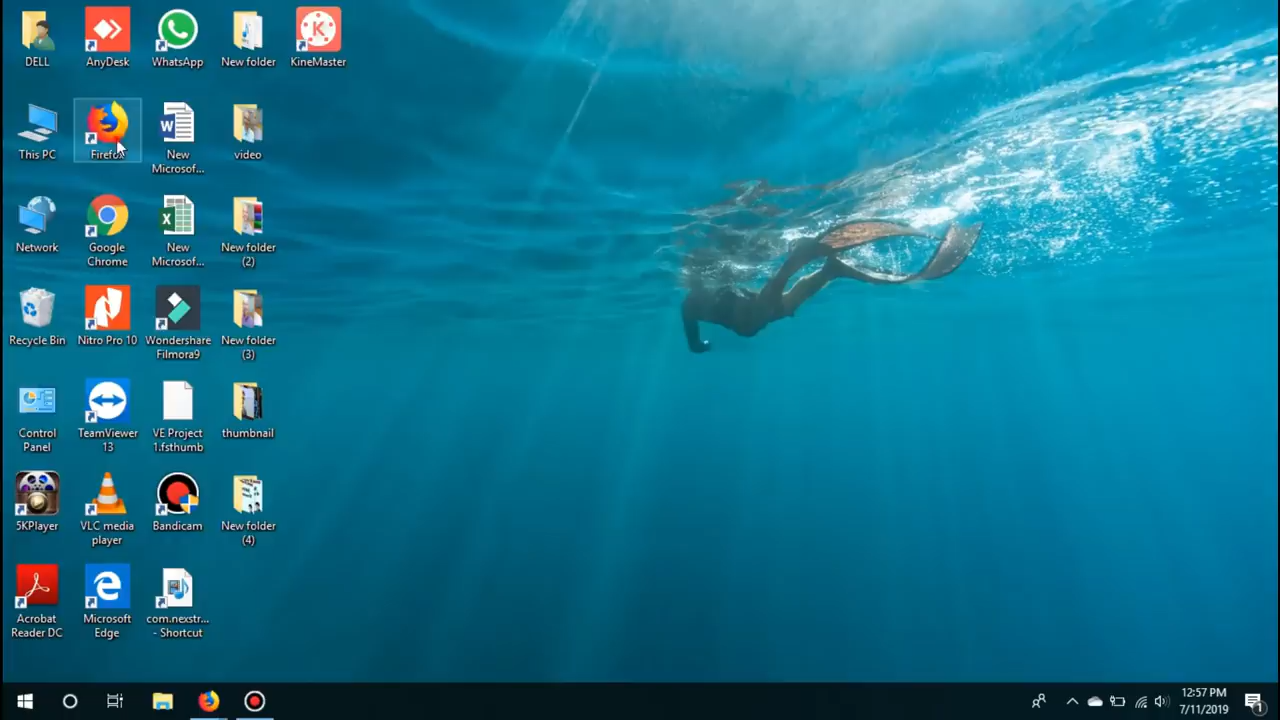 DELL
AnyDesk
WhatsApp
New folder
KineMaster
This PC
Firefox
New
Microsof...
video
Network
Google
Chrome
New
Microsof...
New folder
(2)
Recycle Bin
Nitro Pro 10
Wondershare
Filmora9
New folder
(3)
Control
Panel
TeamViewer
13
VE Project
1.fsthumb
thumbnail
5KPlayer
VLC media
player
Bandicam
New folder
(4)
Acrobat
Reader DC
Microsoft
Edge
com.nexstr...
- Shortcut
12:57 PM
7/11/2019
1